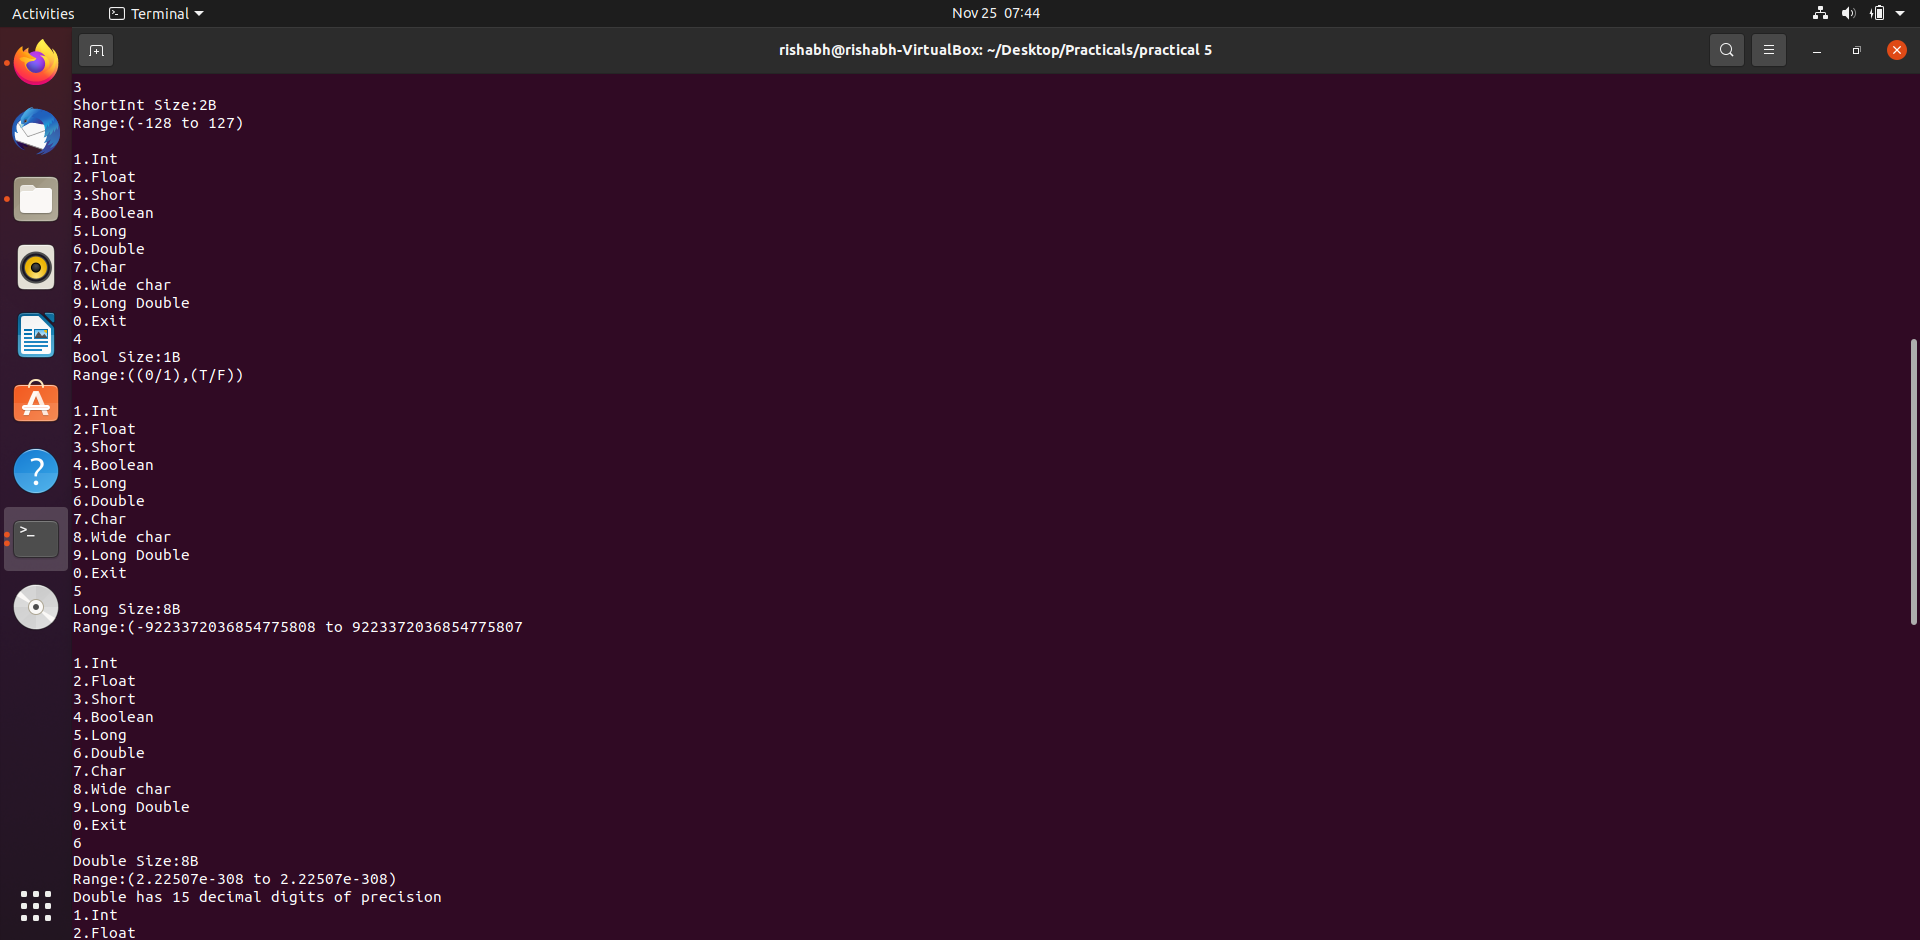 Activities
Terminal
Nov 25 07:44
rishabh@rishabh-VirtualBox: ~/Desktop/Practicals/practical 5
3
ShortInt Size:2B
Range:(-128 to 127)
1.Int
2.Float
3.Short
4.Boolean
5.Long
6.Double
7.Char
8.Wide char
9.Long Double
0.Exit
4
Bool Size:1B
Range:((0/1),(T/F))
1.Int
2.Float
3.Short
4.Boolean
5.Long
6.Double
7.Char
8.Wide char
9.Long Double
0.Exit
5
Long Size:8B
Range:(-9223372036854775808 to 9223372036854775807
1.Int
2.Float
3.Short
4.Boolean
5.Long
6.Double
7.Char
8.Wide char
9.Long Double
0.Exit
6
Double Size:8B
Range:(2.22507e-308 to 2.22507e-308)
Double has 15 decimal digits of precision
1.Int
2.Float